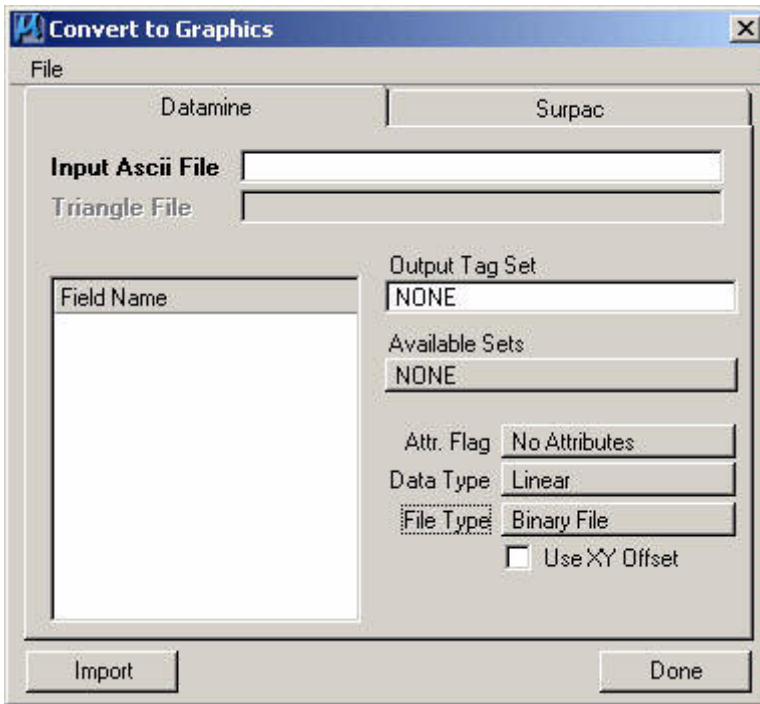 Convert to Graphics
File
Datamine
Surpac
Input Ascii File
Triangle File
Field Name
Output Tag Set
NONE
Available Sets
NONE
Attr. Flag No Attributes
Data Type Linear
File Type Binary File
Use XY Offset
Import
Done